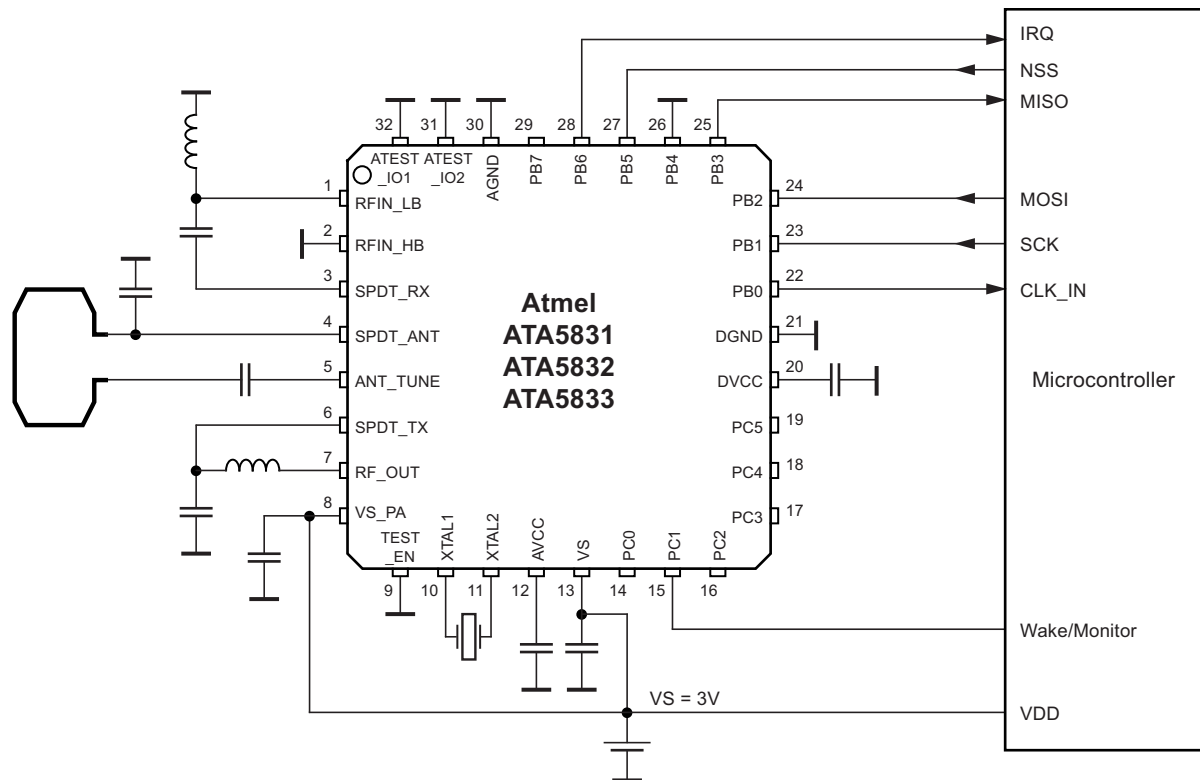 IRQ
NSS
MISO
MOSI
SCK
CLK_IN
Microcontroller
Wake/Monitor
VDD
32
31
30
29
28
27
26
25
ATEST
_IO1
ATEST
_IO2
AGND
PB7
PB6
PB5
PB4
PB3
1
RFIN_LB
2
RFIN_HB
3
SPDT_RX
4
SPDT_ANT
5
ANT_TUNE
6
SPDT_TX
7
RF_OUT
8
VS_PA
Atmel
ATA5831
ATA5832
ATA5833
PB2
24
PB1
23
PB0
22
DGND
21
DVCC
20
PC5
19
PC4
18
PC3
17
TEST
_EN
XTAL1
XTAL2
AVCC
VS
PC0
PC1
PC2
9
10
11
12
13
14
15
16
VS = 3V